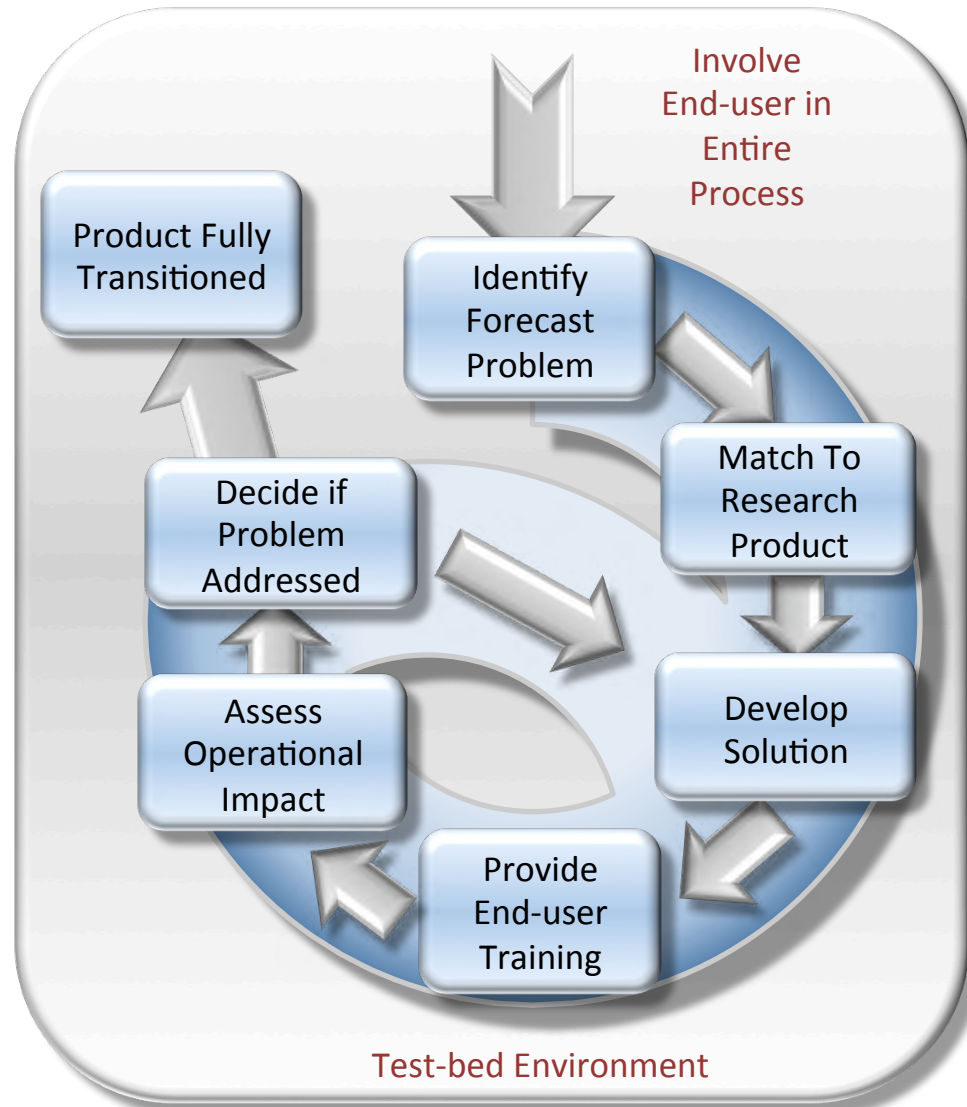 Involve
End-user in
Entire
Process
Product Fully
Transitioned
Identify
Forecast
Problem
Match To
Research
Product
Develop
Solution
Provide
End-user
Training
Assess
Operational
Impact
Decide if
Problem
Addressed
Test-bed Environment